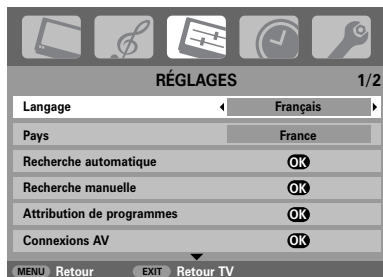 RÉGLAGES 1/2
Langage Français
Pays France
Recherche automatique OK
Recherche manuelle OK
Attribution de programmes OK
Connexions AV OK
MENU Retour EXIT Retour TV